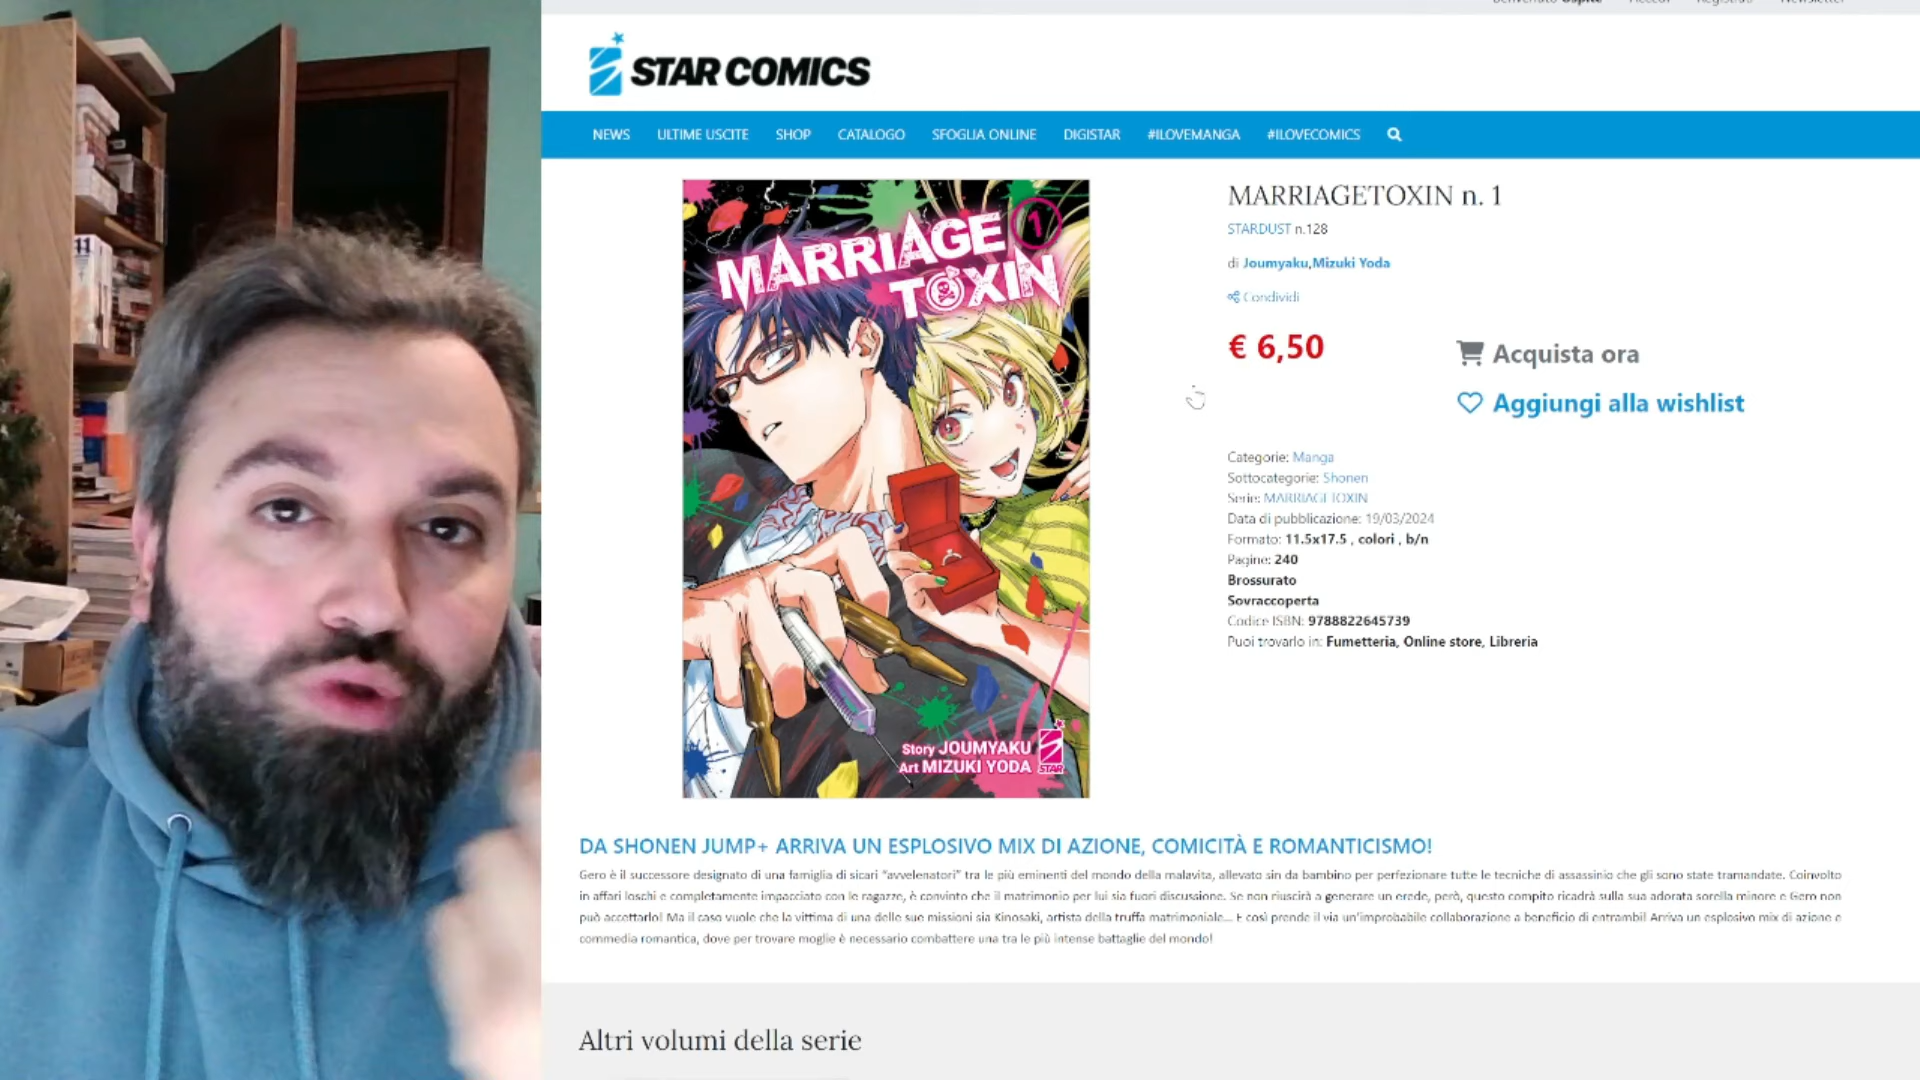 Benvenuto Ospite Accedi Registrati Newsletter
STAR COMICS
NEWS ULTIME USCITE SHOP CATALOGO SFOGLIA ONLINE DIGISTAR #ILOVEMANGA #ILOVECOMICS
MARRIAGE 1
TOXIN
Story JOUMYAKU
Art MIZUKI YODA
STAR
MARRIAGETOXIN n. 1
STARDUST n.128
di Joumyaku,Mizuki Yoda
Condividi
€ 6,50
Acquista ora
Aggiungi alla wishlist
Categorie: Manga
Sottocategorie: Shonen
Serie: MARRIAGETOXIN
Data di pubblicazione: 19/03/2024
Formato: 11.5x17.5 , colori , b/n
Pagine: 240
Brossurato
Sovraccoperta
Codice ISBN: 9788822645739
Puoi trovarlo in: Fumetteria, Online store, Libreria
DA SHONEN JUMP+ ARRIVA UN ESPLOSIVO MIX DI AZIONE, COMICITÀ E ROMANTICISMO!
Gero è il successore designato di una famiglia di sicari “avvelenatori” tra le più eminenti del mondo della malavita, allevato sin da bambino per perfezionare tutte le tecniche di assassinio che gli sono state tramandate. Coinvolto
in affari loschi e completamente impacciato con le ragazze, è convinto che il matrimonio per lui sia fuori discussione. Se non riuscirà a generare un erede, però, questo compito ricadrà sulla sua adorata sorella minore e Gero non
può accettarlo! Ma il caso vuole che la vittima di una delle sue missioni sia Kinosaki, artista della truffa matrimoniale... E così prende il via un'improbabile collaborazione a beneficio di entrambi! Arriva un esplosivo mix di azione e
commedia romantica, dove per trovare moglie è necessario combattere una tra le più intense battaglie del mondo!
Altri volumi della serie